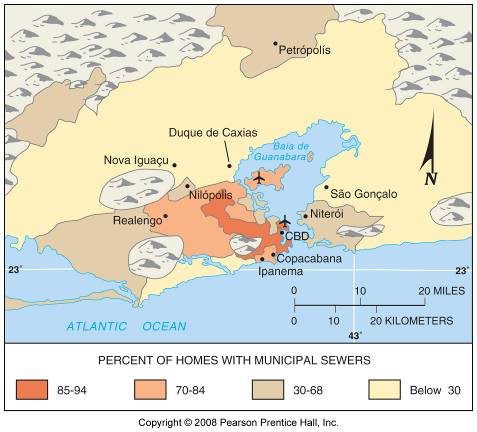 Petrópolís
Duque de Caxias
Baia de
Guanabara
Nova Iguaçu
Nilópolis
São Gonçalo
N
Realengo
Niterói
CBD
Copacabana
Ipanema
23°
23°
0 10 20 MILES
0 10 20 KILOMETERS
43°
ATLANTIC OCEAN
PERCENT OF HOMES WITH MUNICIPAL SEWERS
85-94
70-84
30-68
Below 30
Copyright © 2008 Pearson Prentice Hall, Inc.